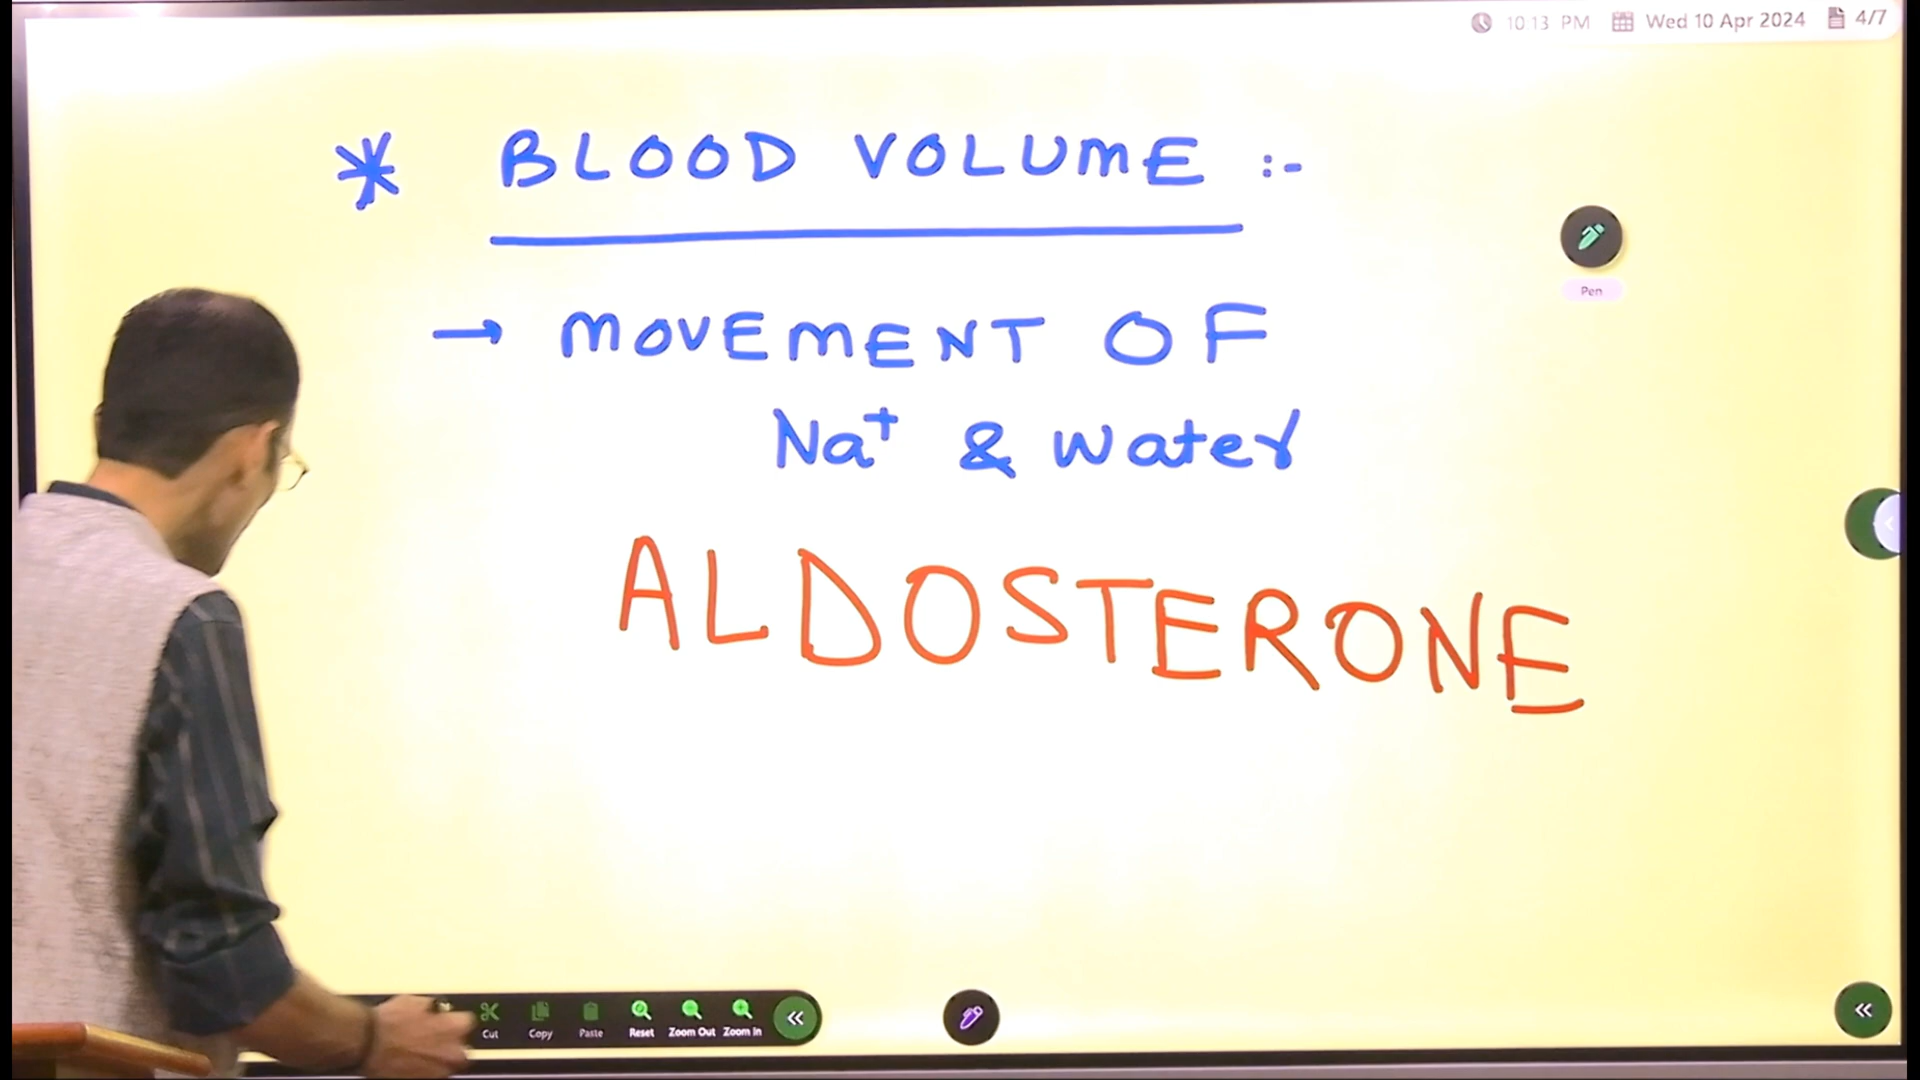 10:13 PM Wed 10 Apr 2024 4/7
* BLOOD VOLUME :-
Pen
→ MOVEMENT OF
Na⁺ & water
ALDOSTERONE
Cut Copy Paste Reset Zoom Out Zoom In